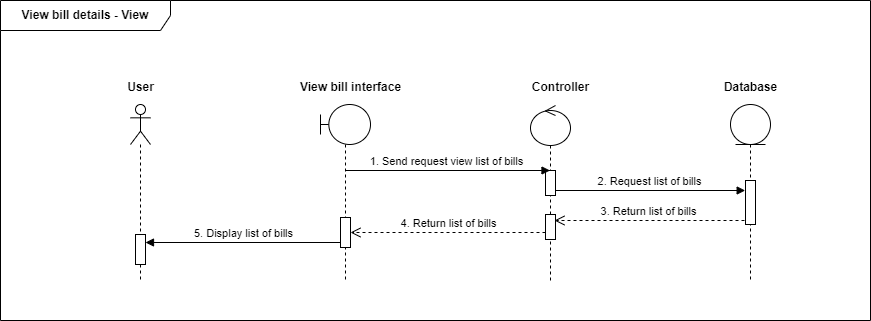 View bill details - View
User
View bill interface
Controller
Database
1. Send request view list of bills
2. Request list of bills
3. Return list of bills
4. Return list of bills
5. Display list of bills